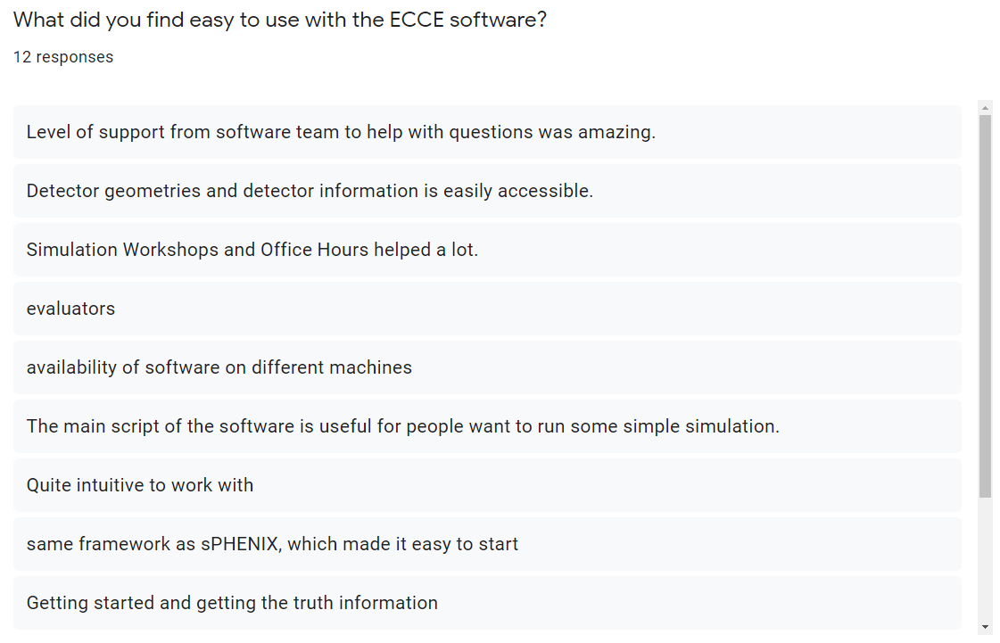 What did you find easy to use with the ECCE software?
12 responses
Level of support from software team to help with questions was amazing.
Detector geometries and detector information is easily accessible.
Simulation Workshops and Office Hours helped a lot.
evaluators
availability of software on different machines
The main script of the software is useful for people want to run some simple simulation.
Quite intuitive to work with
same framework as sPHENIX, which made it easy to start
Getting started and getting the truth information